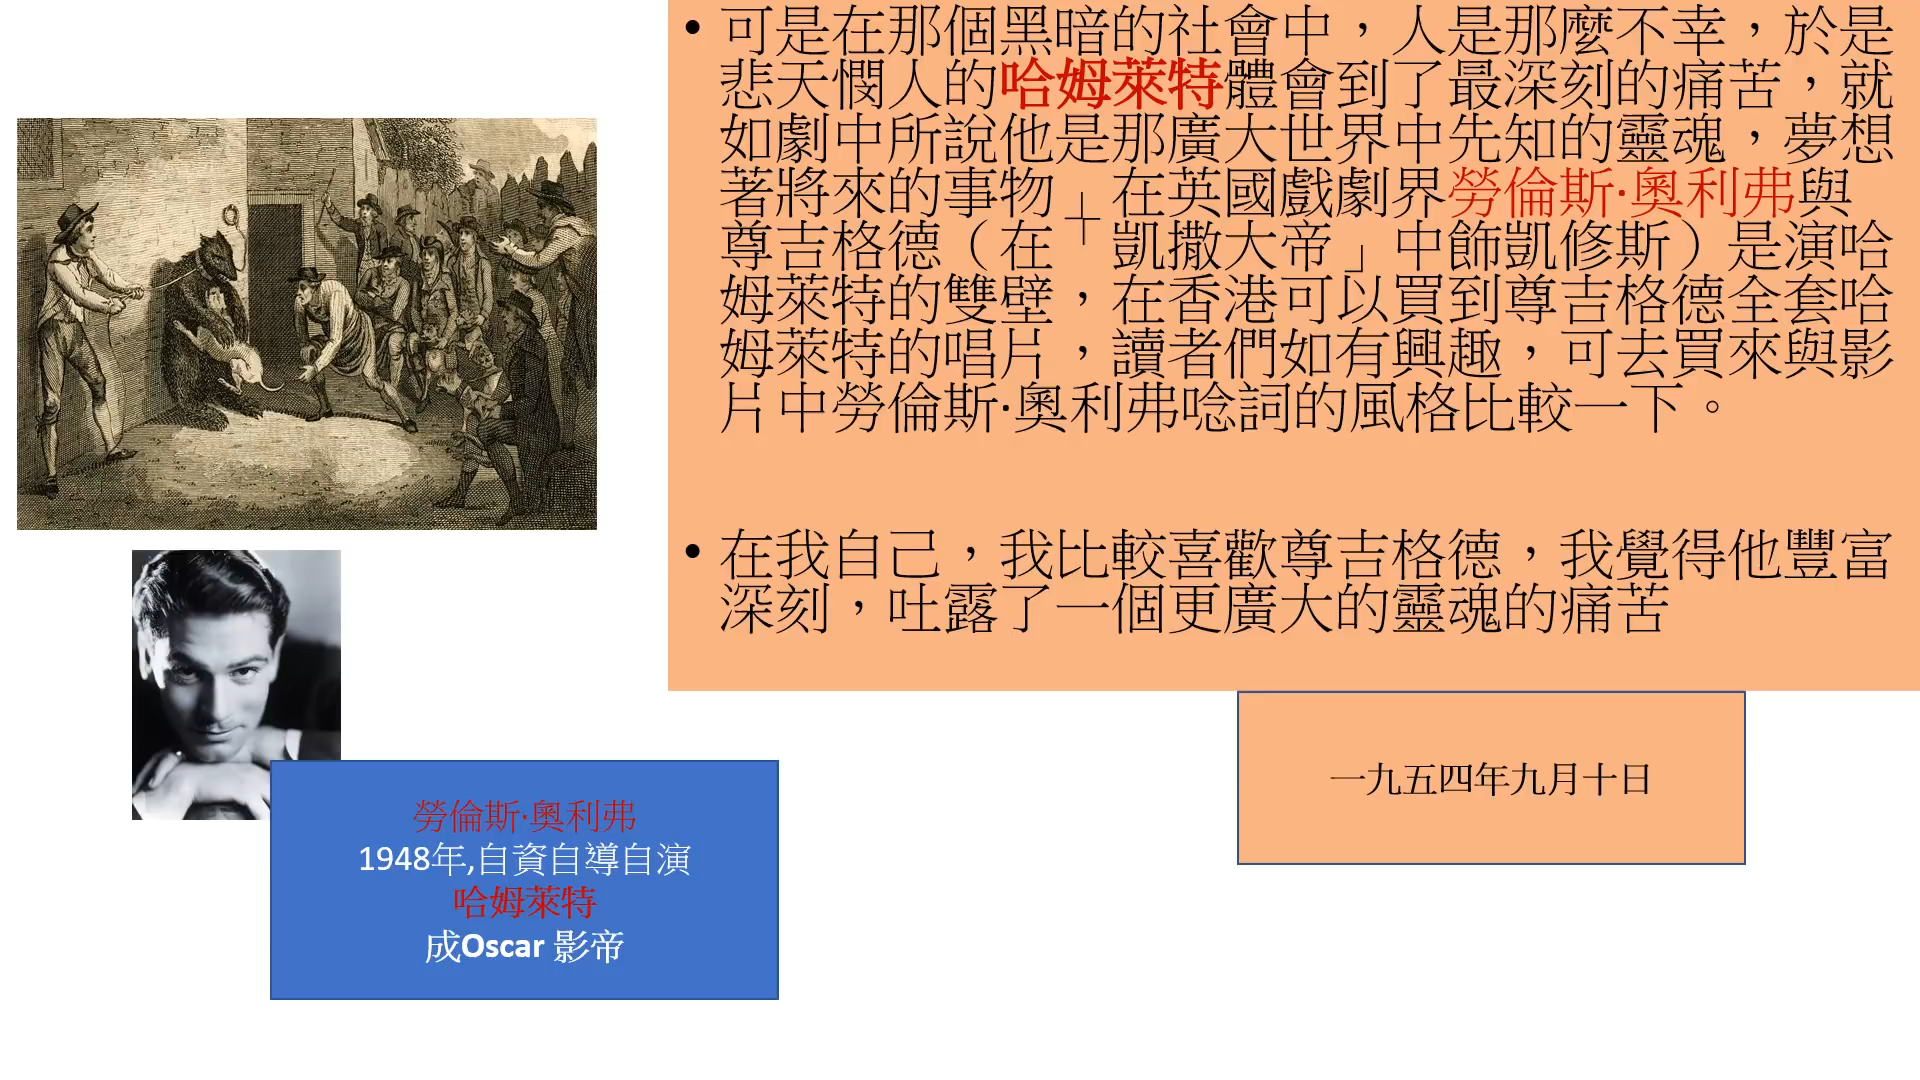 • 可是在那個黑暗的社會中，人是那麼不幸，於是
悲天憫人的哈姆萊特體會到了最深刻的痛苦，就
如劇中所說他是那廣大世界中先知的靈魂，夢想
著將來的事物」在英國戲劇界勞倫斯·奧利弗與
尊吉格德（在「凱撒大帝」中飾凱修斯）是演哈
姆萊特的雙壁，在香港可以買到尊吉格德全套哈
姆萊特的唱片，讀者們如有興趣，可去買來與影
片中勞倫斯·奧利弗唸詞的風格比較一下。
• 在我自己，我比較喜歡尊吉格德，我覺得他豐富
深刻，吐露了一個更廣大的靈魂的痛苦
一九五四年九月十日
勞倫斯·奧利弗
1948年,自資自導自演
哈姆萊特
成Oscar 影帝